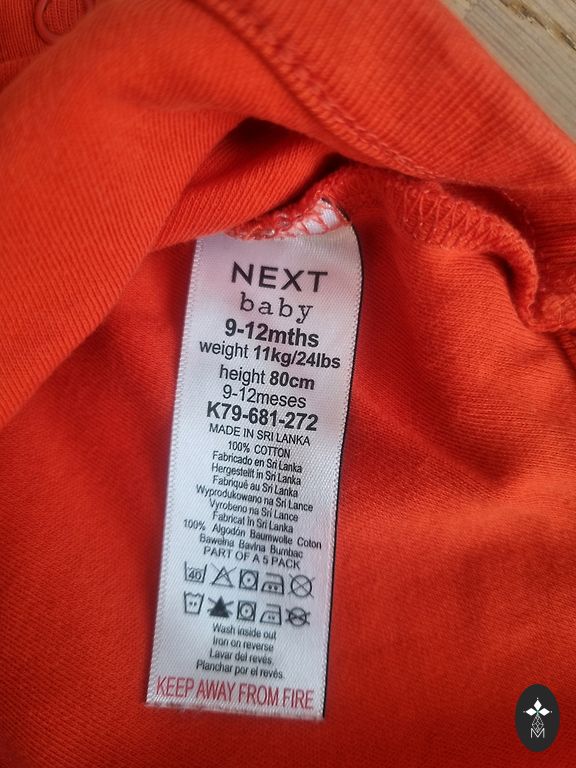 NEXT
baby
9-12mths
weight 11kg/24lbs
height 80cm
9-12meses
K79-681-272
MADE IN SRI LANKA
100% COTTON
Fabricado en Sri Lanka
Hergestellt in Sri Lanka
Fabriqué au Sri Lanka
Wyprodukowano na Sri Lance
Vyrobeno na Srí Lance
Fabricat în Sri Lanka
100% Algodón Baumwolle Coton
Bawełna Bavlna Bumbac
PART OF A 5 PACK
40
Wash inside out
Iron on reverse
Lavar del revés.
Planchar por el revés.
KEEP AWAY FROM FIRE